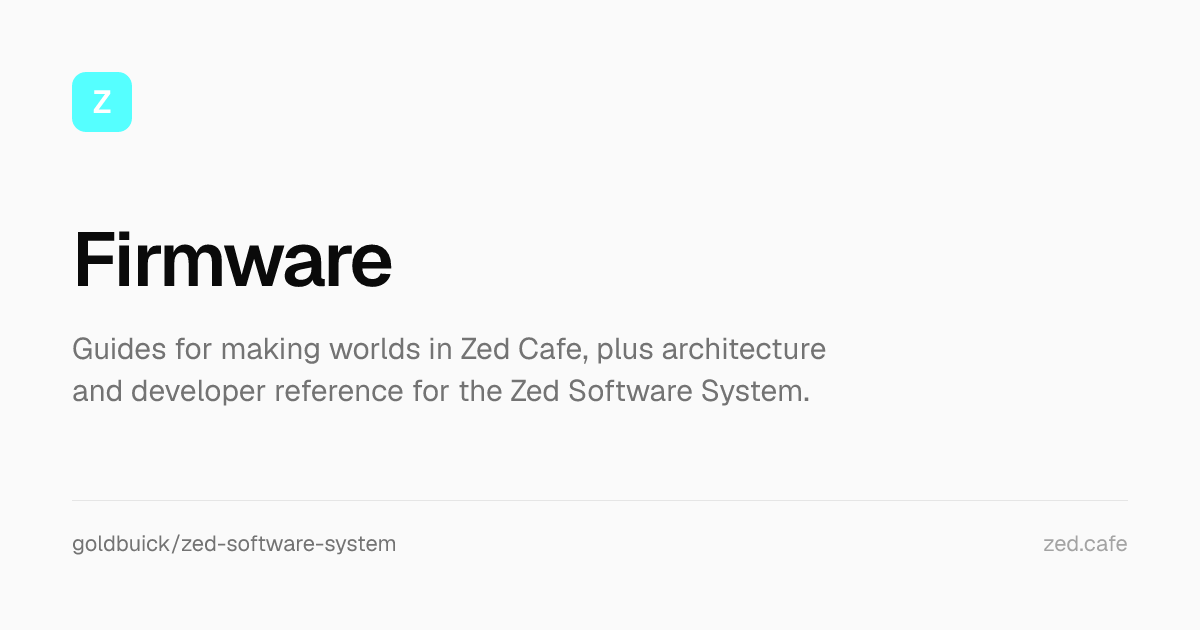 Z
Firmware
Guides for making worlds in Zed Cafe, plus architecture
and developer reference for the Zed Software System.
goldbuick/zed-software-system
zed.cafe